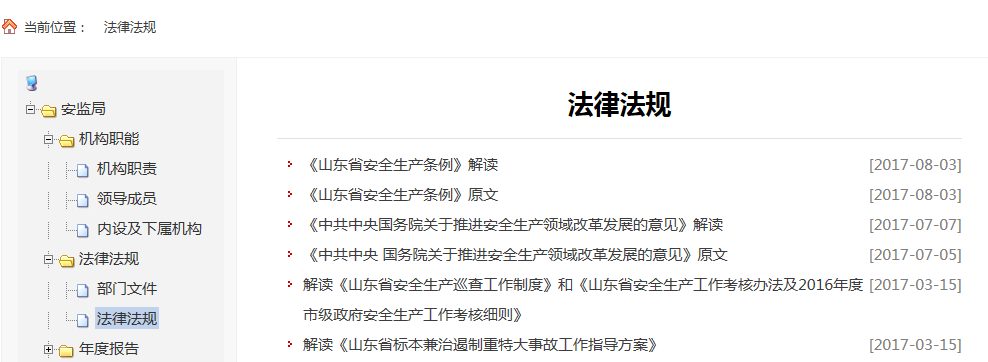 当前位置： 法律法规
安监局
机构职能
机构职责
领导成员
内设及下属机构
法律法规
部门文件
法律法规
年度报告
法律法规
《山东省安全生产条例》解读 [2017-08-03]
《山东省安全生产条例》原文 [2017-08-03]
《中共中央国务院关于推进安全生产领域改革发展的意见》解读 [2017-07-07]
《中共中央 国务院关于推进安全生产领域改革发展的意见》原文 [2017-07-05]
解读《山东省安全生产巡查工作制度》和《山东省安全生产工作考核办法及2016年度 [2017-03-15]
市级政府安全生产工作考核细则》
解读《山东省标本兼治遏制重特大事故工作指导方案》 [2017-03-15]